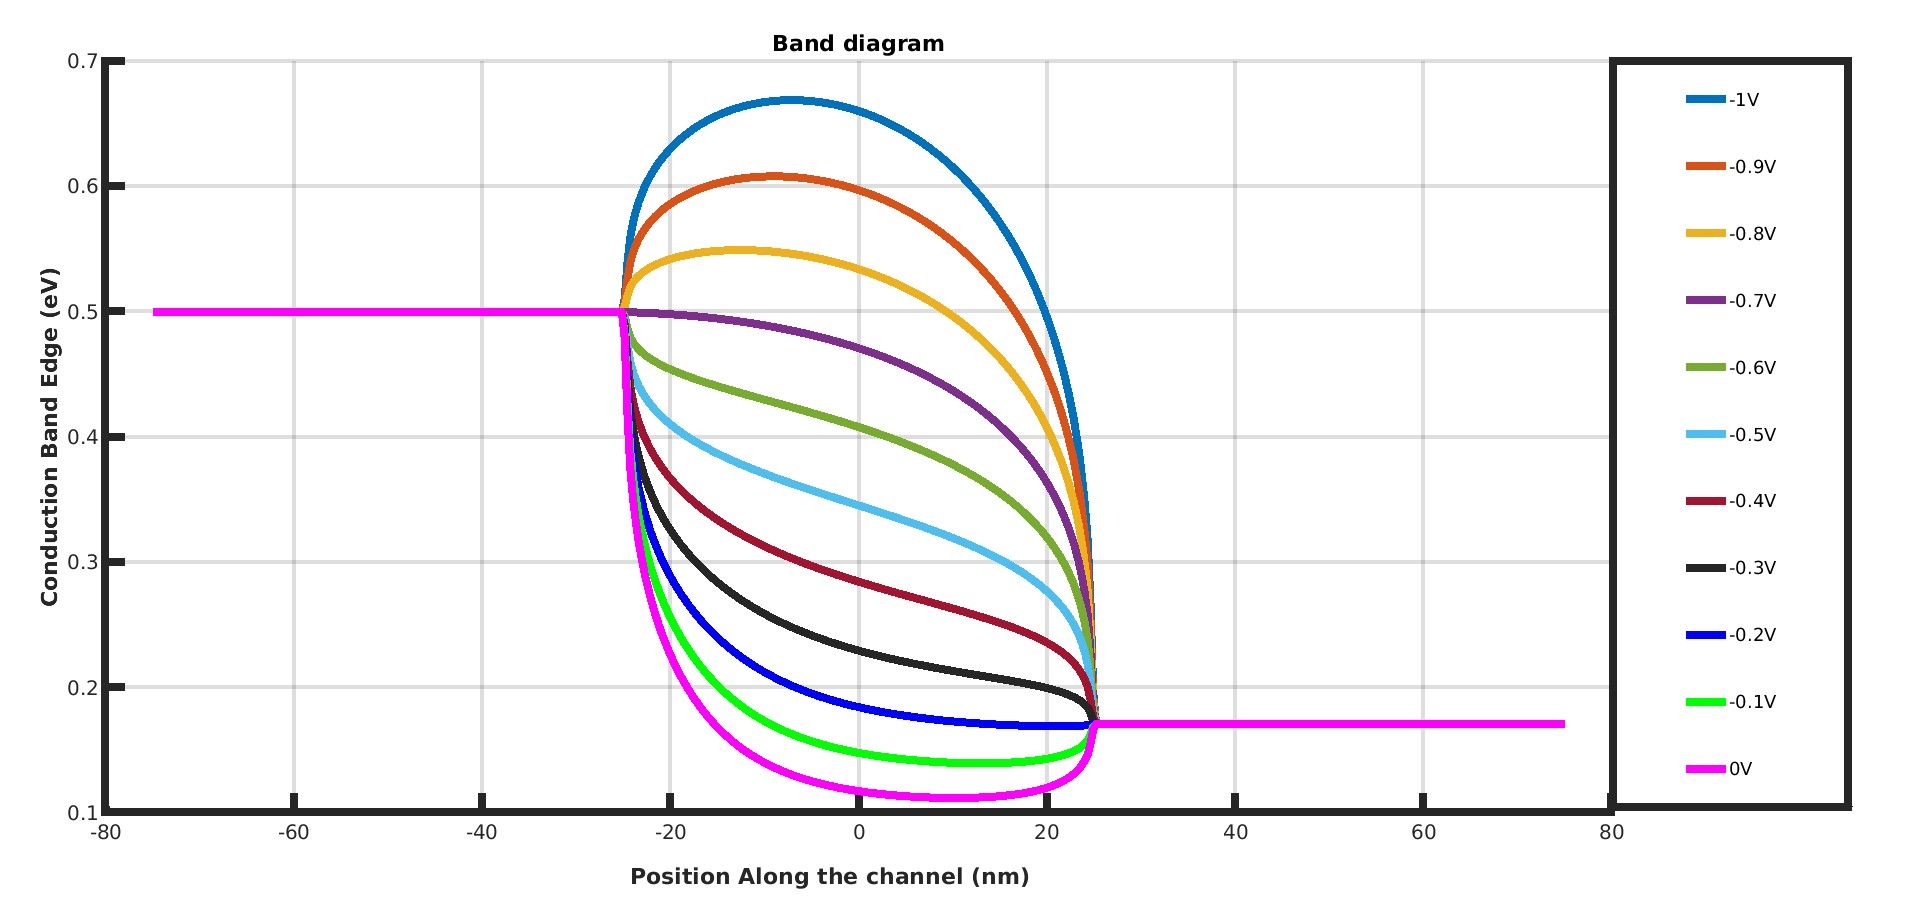 Band diagram
Conduction Band Edge (eV)
0.7
0.6
0.5
0.4
0.3
0.2
0.1
-80
-60
-40
-20
0
20
40
60
80
Position Along the channel (nm)
-1V
-0.9V
-0.8V
-0.7V
-0.6V
-0.5V
-0.4V
-0.3V
-0.2V
-0.1V
0V